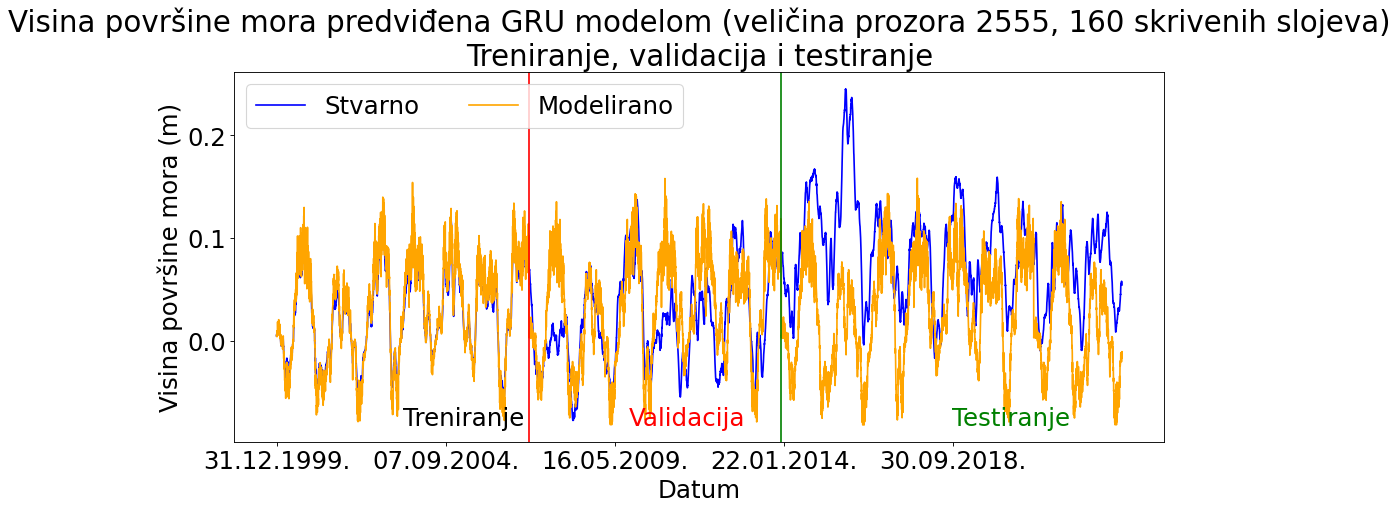 Visina površine mora predviđena GRU modelom (veličina prozora 2555, 160 skrivenih slojeva)
Treniranje, validacija i testiranje
Stvarno
Modelirano
Visina površine mora (m)
0.2
0.1
0.0
Treniranje
Validacija
Testiranje
31.12.1999.
07.09.2004.
16.05.2009.
22.01.2014.
30.09.2018.
Datum